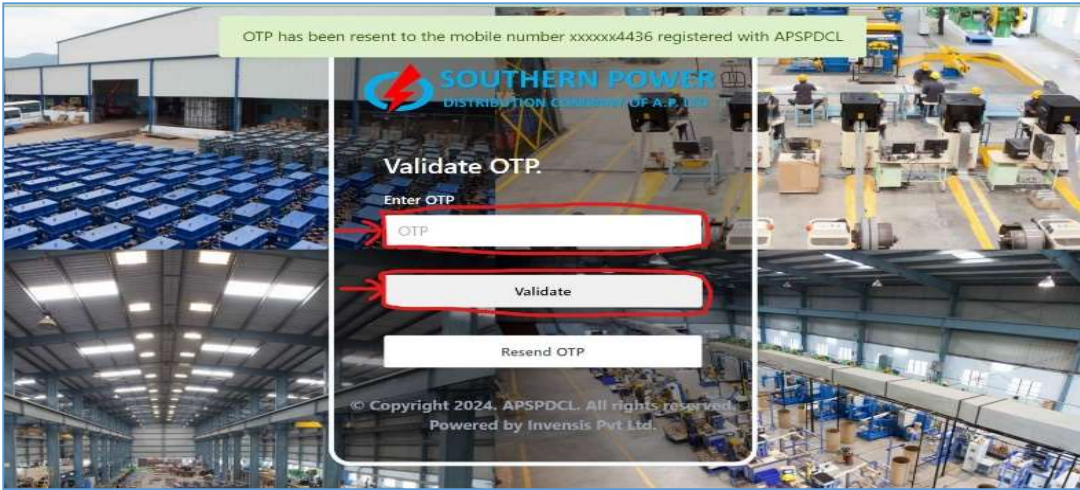 OTP has been resent to the mobile number xxxxxx4436 registered with APSPDCL
SOUTHERN POWER
DISTRIBUTION COMPANY OF A.P. LTD
Validate OTP.
Enter OTP
OTP
Validate
Resend OTP
© Copyright 2024. APSPDCL. All rights reserved.
Powered by Invensis Pvt Ltd.